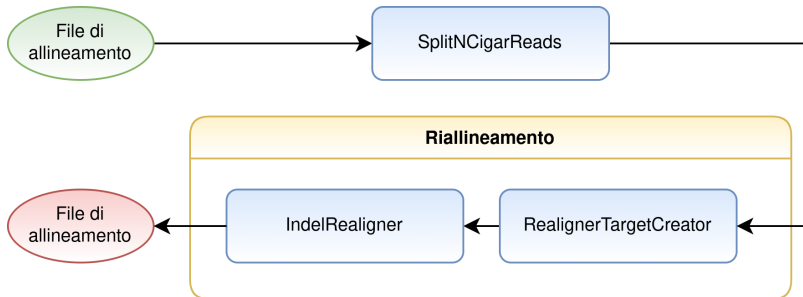 File di
allineamento
SplitNCigarReads
Riallineamento
File di
allineamento
IndelRealigner
RealignerTargetCreator